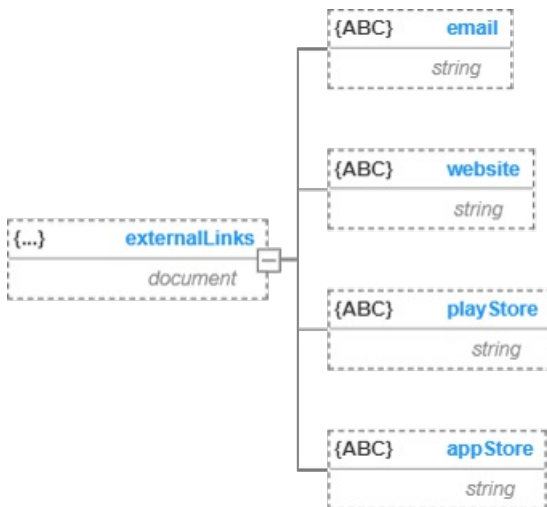 {ABC} email
string
{ABC} website
string
{...} externalLinks
document
{ABC} playStore
string
{ABC} appStore
string